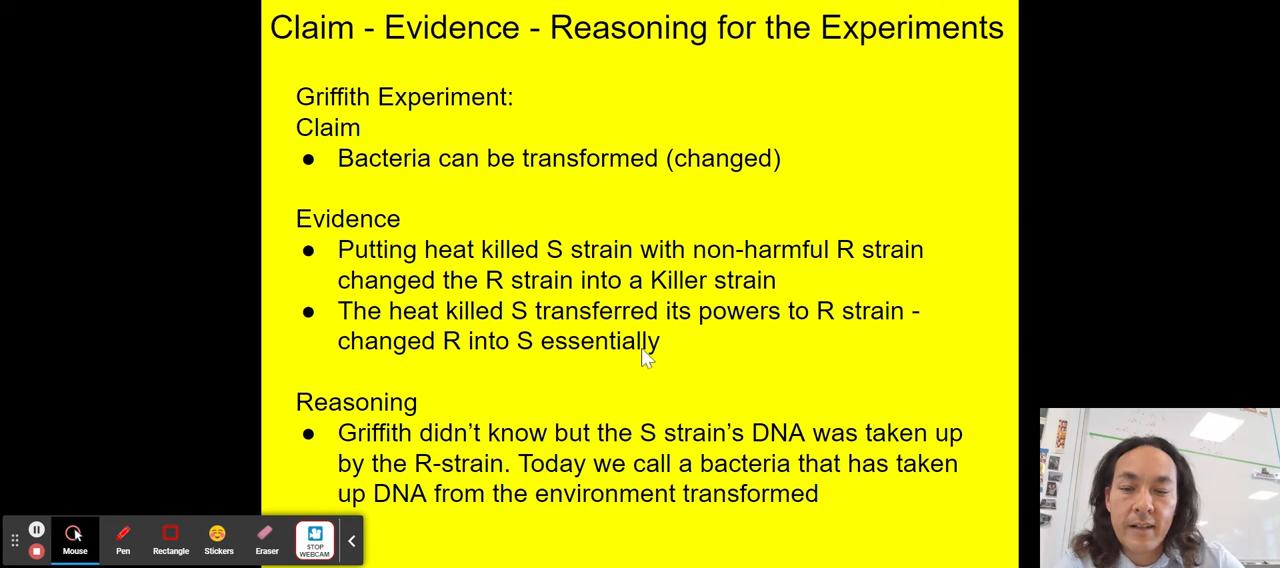 Claim - Evidence - Reasoning for the Experiments
Griffith Experiment:
Claim
● Bacteria can be transformed (changed)
Evidence
● Putting heat killed S strain with non-harmful R strain
changed the R strain into a Killer strain
● The heat killed S transferred its powers to R strain -
changed R into S essentially
Reasoning
● Griffith didn’t know but the S strain’s DNA was taken up
by the R-strain. Today we call a bacteria that has taken
up DNA from the environment transformed
Mouse
Pen
Rectangle
Stickers
Eraser
STOP
WEBCAM